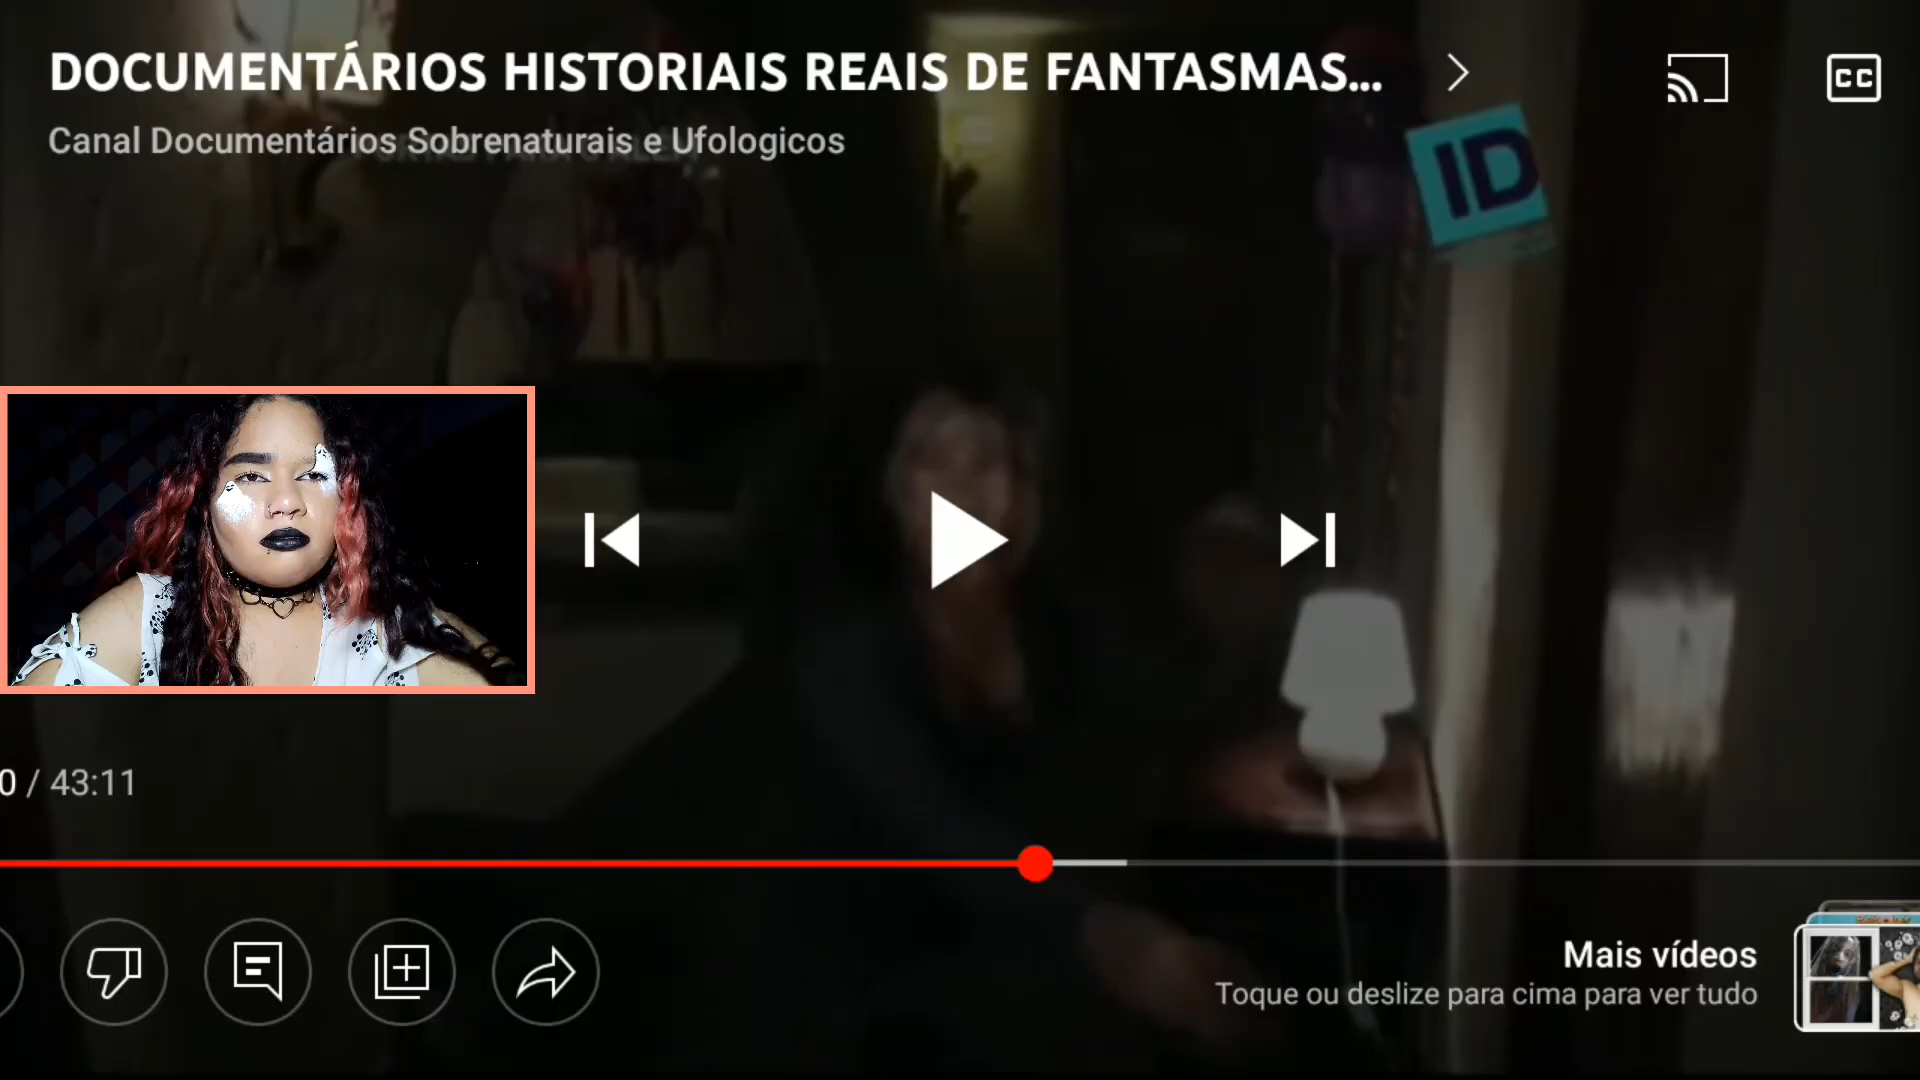 DOCUMENTÁRIOS HISTORIAIS REAIS DE FANTASMAS...
CC
Canal Documentários Sobrenaturais e Ufologicos
ID
0 / 43:11
Mais vídeos
Toque ou deslize para cima para ver tudo